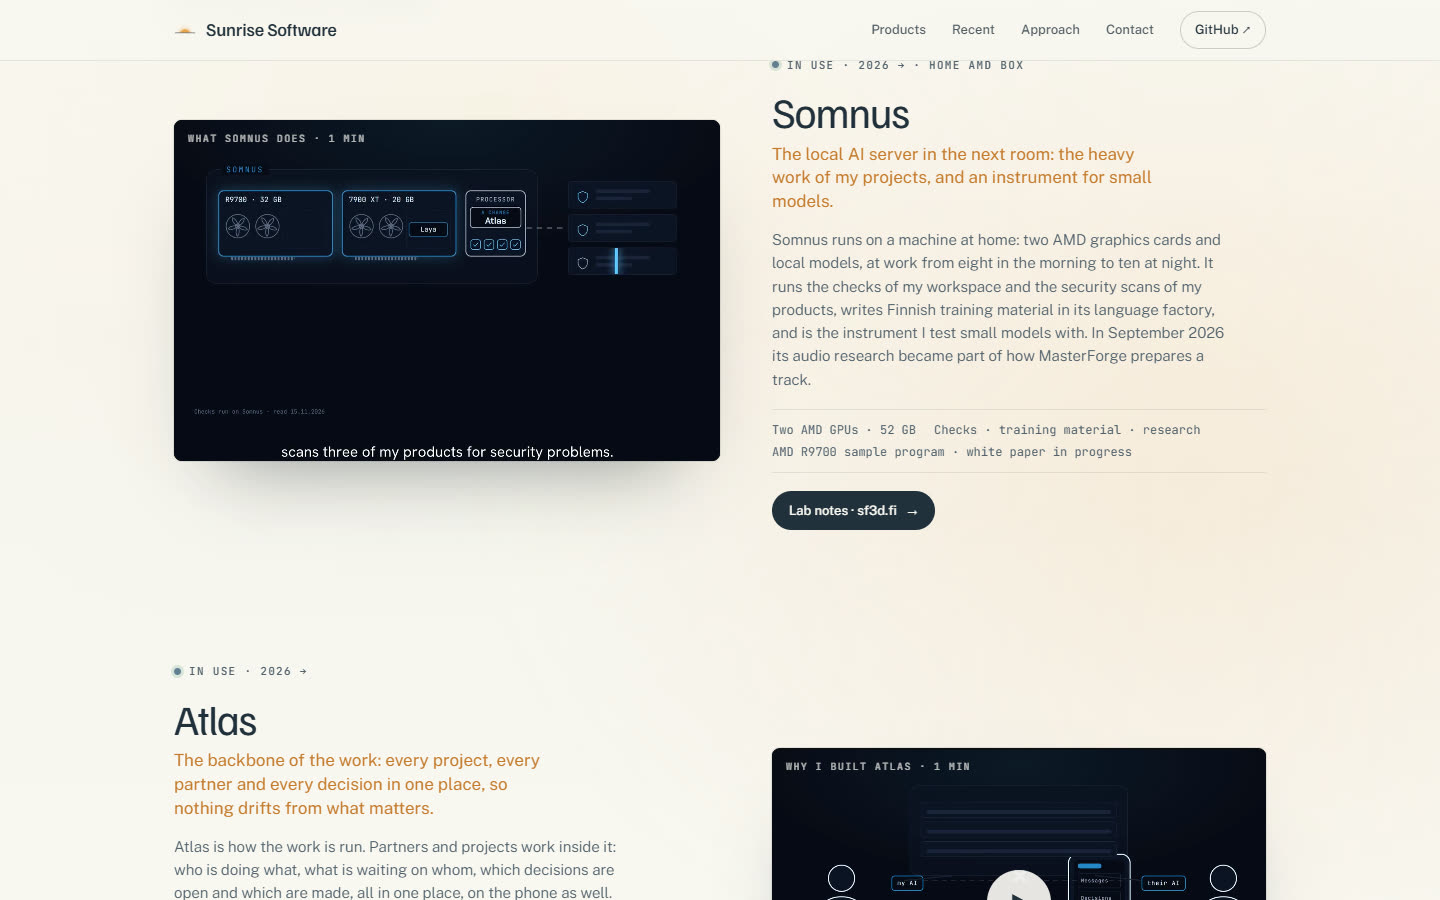 Sunrise Software
Products
Recent
Approach
Contact
GitHub ↗
WHAT SOMNUS DOES · 1 MIN
SOMNUS
R9700 · 32 GB
7900 XT · 20 GB
Laya
PROCESSOR
A CHANGE
Atlas
Checks run on Somnus · read 15.11.2026
scans three of my products for security problems.
IN USE · 2026 → · HOME AMD BOX
Somnus
The local AI server in the next room: the heavy
work of my projects, and an instrument for small
models.
Somnus runs on a machine at home: two AMD graphics cards and
local models, at work from eight in the morning to ten at night. It
runs the checks of my workspace and the security scans of my
products, writes Finnish training material in its language factory,
and is the instrument I test small models with. In September 2026
its audio research became part of how MasterForge prepares a
track.
Two AMD GPUs · 52 GB Checks · training material · research
AMD R9700 sample program · white paper in progress
Lab notes · sf3d.fi →
IN USE · 2026 →
Atlas
The backbone of the work: every project, every
partner and every decision in one place, so
nothing drifts from what matters.
Atlas is how the work is run. Partners and projects work inside it:
who is doing what, what is waiting on whom, which decisions are
open and which are made, all in one place, on the phone as well.
WHY I BUILT ATLAS · 1 MIN
my AI
Messages
Decisions
their AI